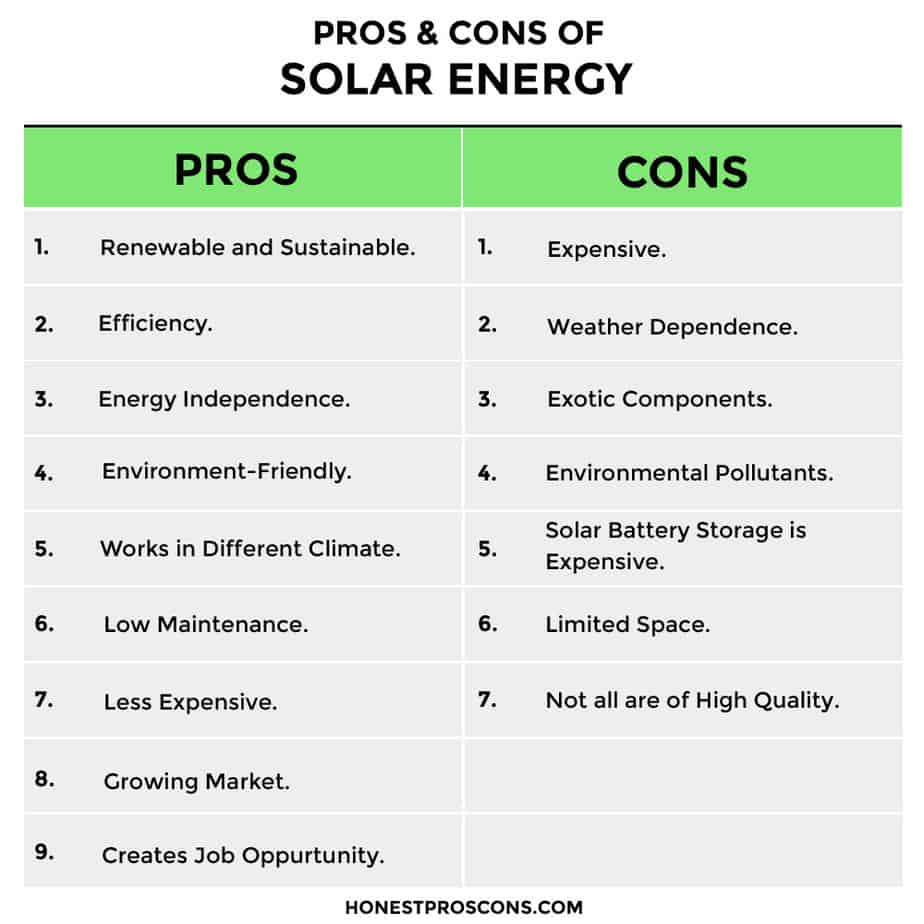 PROS & CONS OF
SOLAR ENERGY
PROS
CONS
1. Renewable and Sustainable.
1. Expensive.
2. Efficiency.
2. Weather Dependence.
3. Energy Independence.
3. Exotic Components.
4. Environment-Friendly.
4. Environmental Pollutants.
5. Works in Different Climate.
5. Solar Battery Storage is
Expensive.
6. Low Maintenance.
6. Limited Space.
7. Less Expensive.
7. Not all are of High Quality.
8. Growing Market.
9. Creates Job Oppurtunity.
HONESTPROSCONS.COM